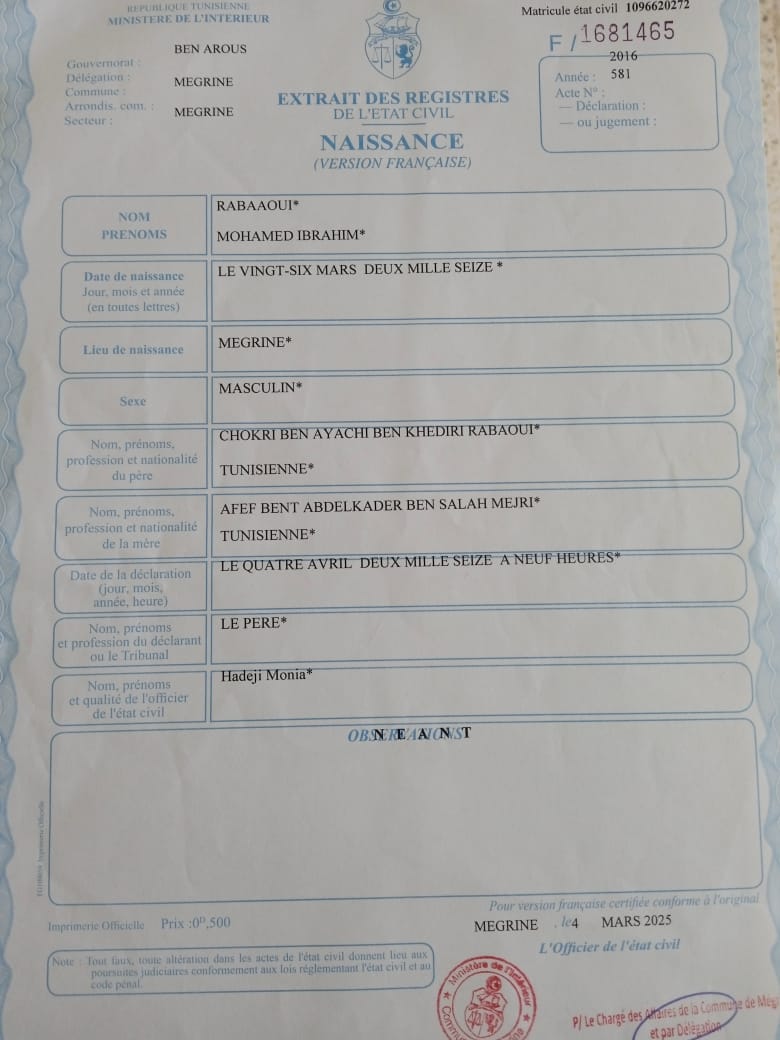 REPUBLIQUE TUNISIENNE
MINISTERE DE L'INTERIEUR
Matricule état civil 1096620272
F / 1681465
Gouvernorat : BEN AROUS
Délégation :
Commune : MEGRINE
Arrondis. com. :
Secteur : MEGRINE
EXTRAIT DES REGISTRES
DE L'ETAT CIVIL
NAISSANCE
(VERSION FRANÇAISE)
2016
Année :
581
Acte N° :
— Déclaration :
— ou jugement :
NOM
PRENOMS
RABAAOUI*
MOHAMED IBRAHIM*
Date de naissance
Jour, mois et année
(en toutes lettres)
LE VINGT-SIX MARS DEUX MILLE SEIZE *
Lieu de naissance
MEGRINE*
Sexe
MASCULIN*
Nom, prénoms,
profession et nationalité
du père
CHOKRI BEN AYACHI BEN KHEDIRI RABAOUI*
TUNISIENNE*
Nom, prénoms,
profession et nationalité
de la mère
AFEF BENT ABDELKADER BEN SALAH MEJRI*
TUNISIENNE*
Date de la déclaration
(jour, mois,
année, heure)
LE QUATRE AVRIL DEUX MILLE SEIZE A NEUF HEURES*
Nom, prénoms
et profession du déclarant
ou le Tribunal
LE PERE*
Nom, prénoms
et qualité de l'officier
de l'état civil
Hadeji Monia*
OBSERVATIONS
N E A N T
Imprimerie Officielle
Pour version française certifiée conforme à l'original
Imprimerie Officielle Prix :0ᴰ,500
MEGRINE , le4 MARS 2025
L'Officier de l'état civil
Note : Tout faux, toute altération dans les actes de l'état civil donnent lieu aux
poursuites judiciaires conformement aux lois réglementant l'état civil et au
code pénal.
Ministère de l'Intérieur
P/ Le Chargé des Affaires de la Commune de
et par Délégation